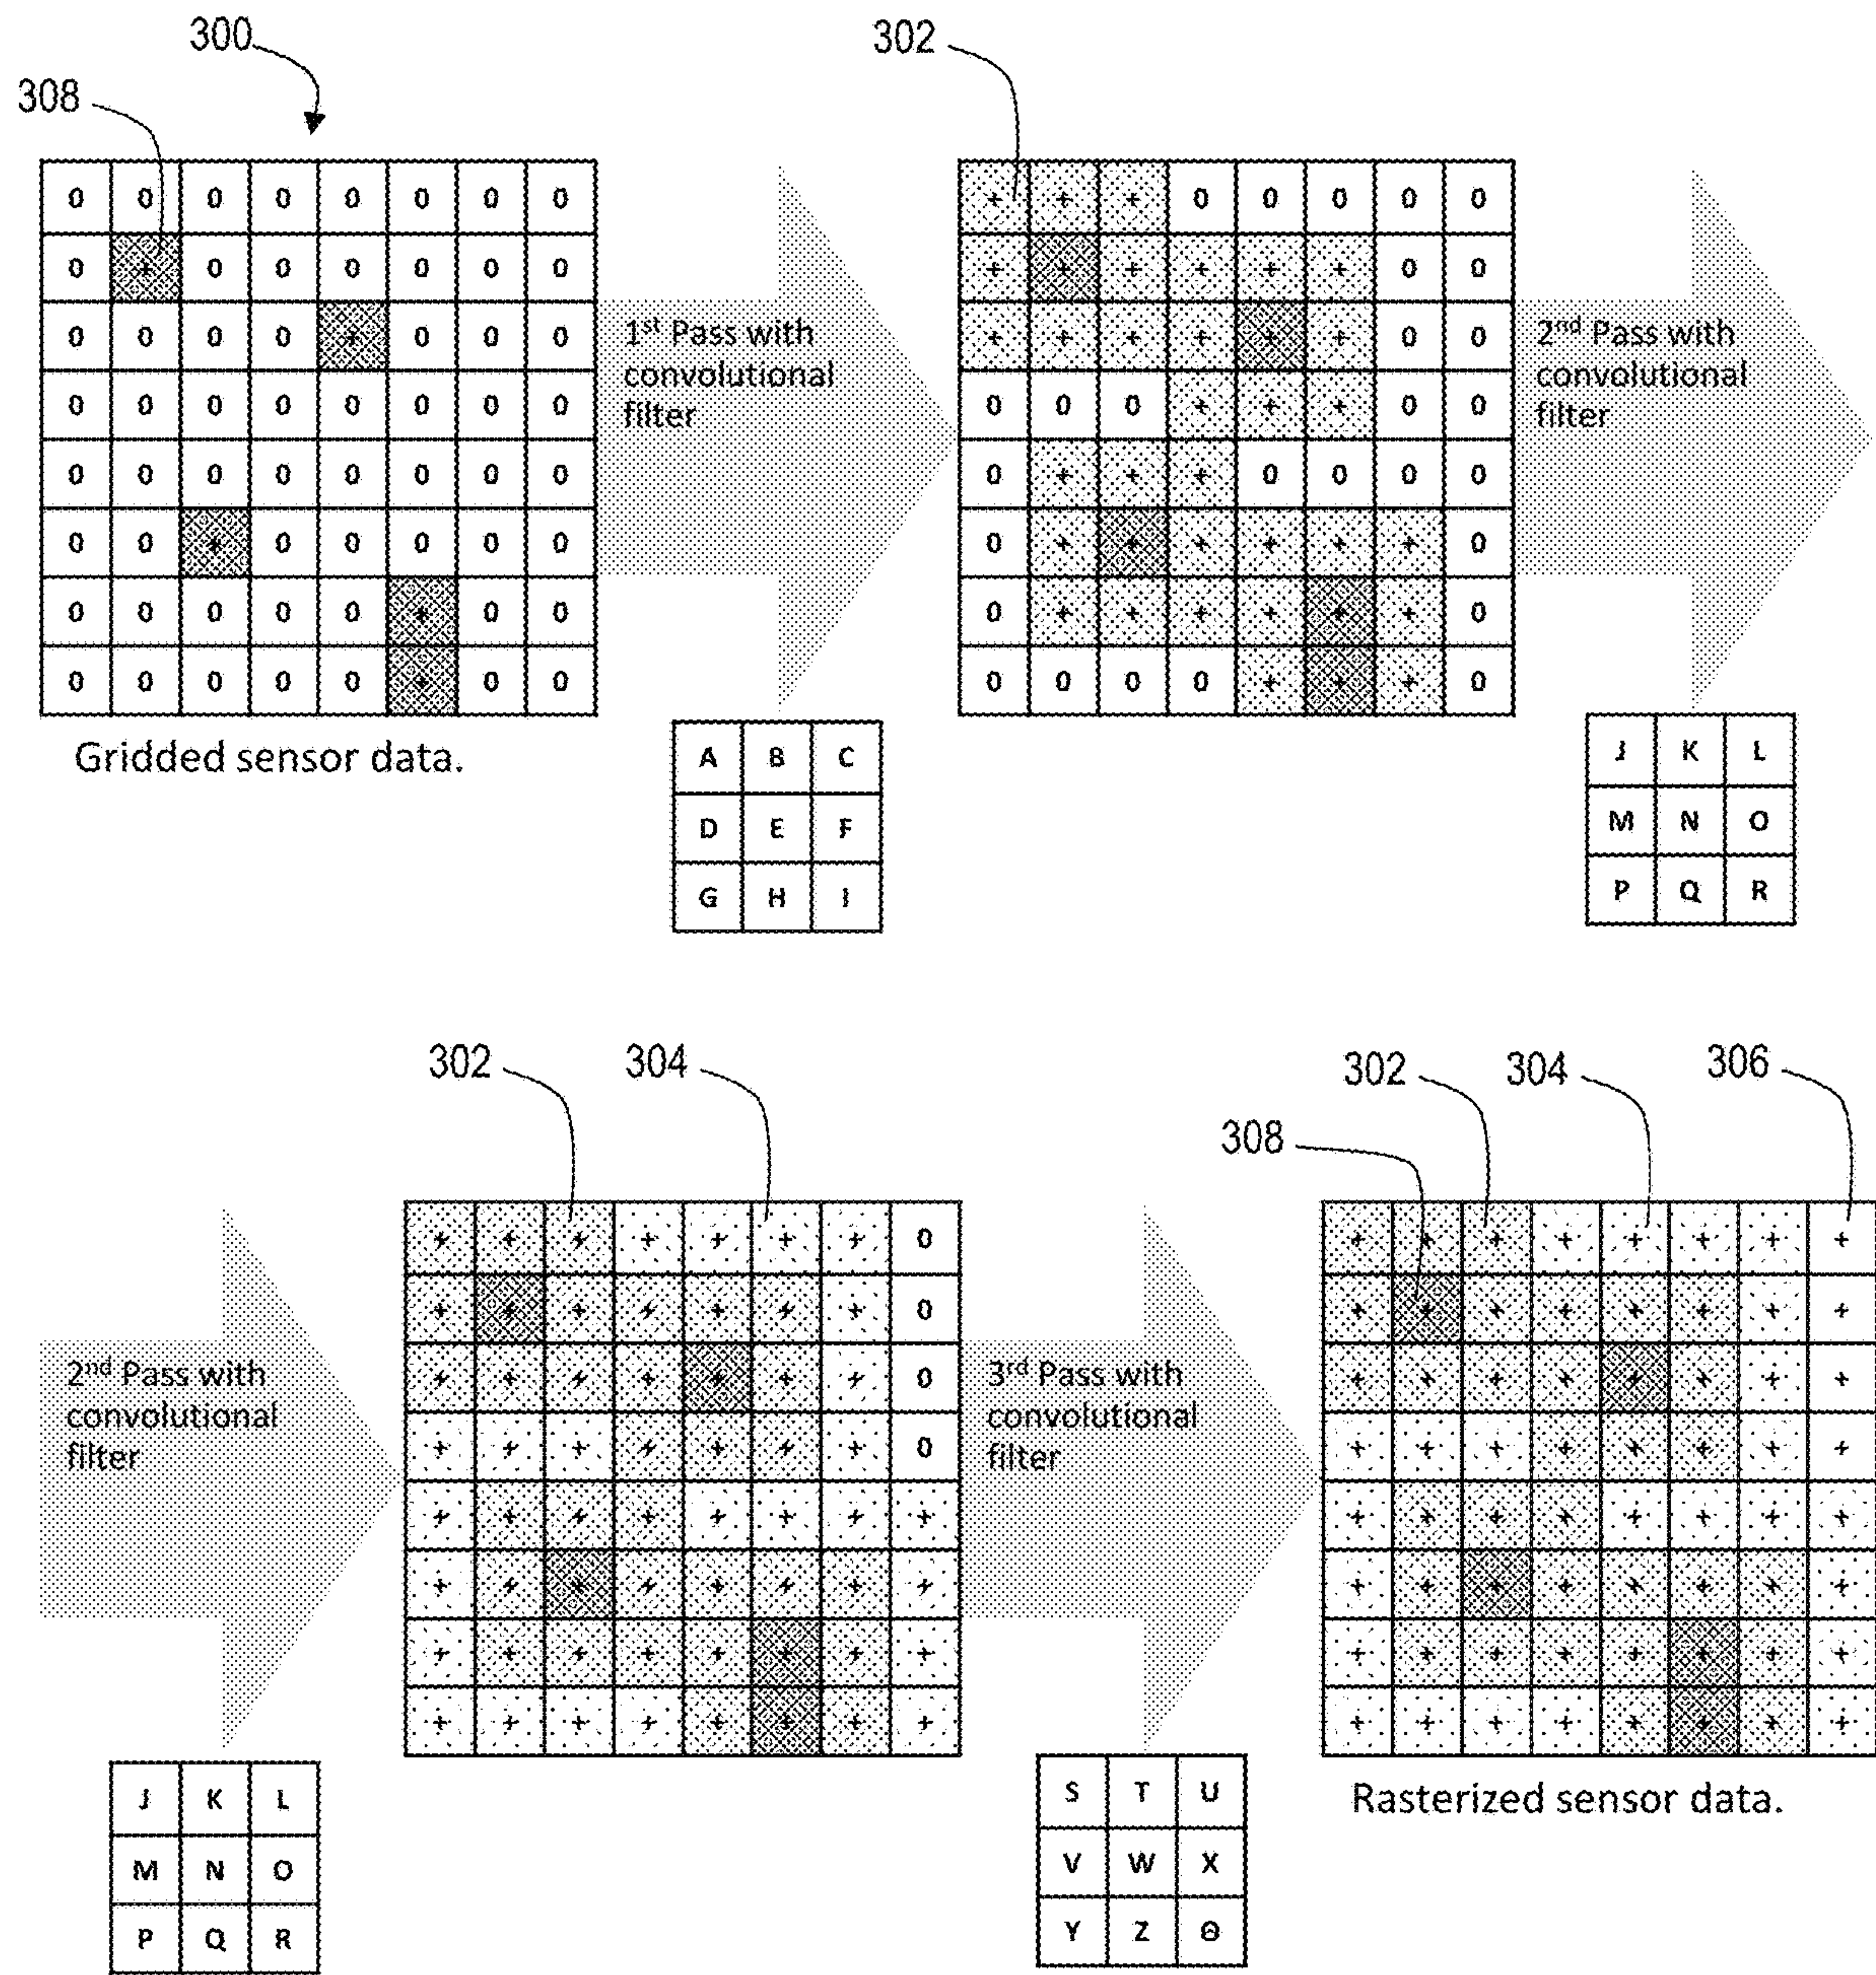 300
302
308
0 0 0 0 0 0 0 0
0 + 0 0 0 0 0 0
0 0 0 0 + 0 0 0
0 0 0 0 0 0 0 0
0 0 0 0 0 0 0 0
0 0 + 0 0 0 0 0
0 0 0 0 0 + 0 0
0 0 0 0 0 + 0 0
Gridded sensor data.
1st Pass with
convolutional
filter
A B C
D E F
G H I
+ + + 0 0 0 0 0
+ + + + + + 0 0
+ + + + + + 0 0
0 0 0 + + + 0 0
0 + + + 0 0 0 0
0 + + + + + + 0
0 + + + + + + 0
0 0 0 0 + + + 0
2nd Pass with
convolutional
filter
J K L
M N O
P Q R
302
304
302
304
306
308
2nd Pass with
convolutional
filter
J K L
M N O
P Q R
+ + + + + + + 0
+ + + + + + + 0
+ + + + + + + 0
+ + + + + + + 0
+ + + + + + + +
+ + + + + + + +
+ + + + + + + +
+ + + + + + + +
3rd Pass with
convolutional
filter
S T U
V W X
Y Z Θ
+ + + + + + + +
+ + + + + + + +
+ + + + + + + +
+ + + + + + + +
+ + + + + + + +
+ + + + + + + +
+ + + + + + + +
+ + + + + + + +
Rasterized sensor data.